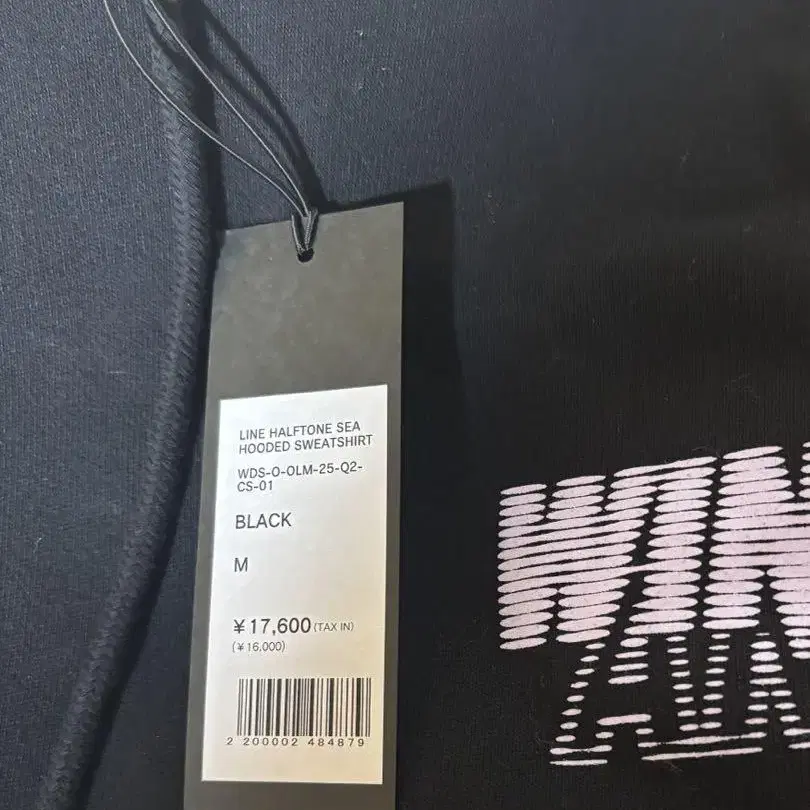 LINE HALFTONE SEA
HOODED SWEATSHIRT
WDS-O-OLM-25-Q2-
CS-01
BLACK
M
¥17,600 (TAX IN)
(¥16,000)
2 200002 484879